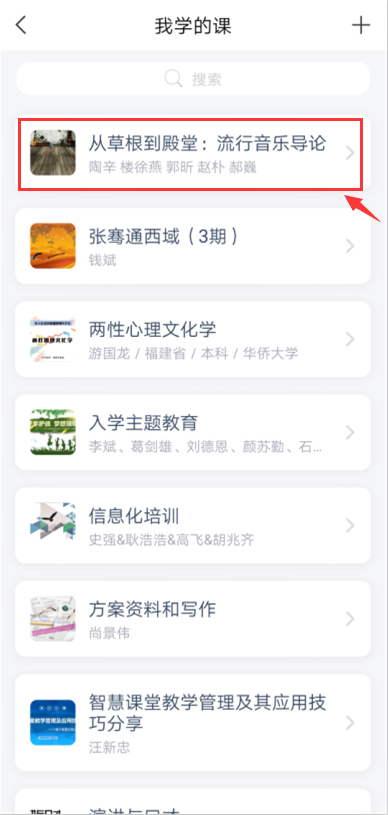 我学的课
搜索
从草根到殿堂：流行音乐导论
陶辛 楼徐燕 郭昕 赵朴 郝巍
张骞通西域（3期）
钱斌
两性心理文化学
游国龙 / 福建省 / 本科 / 华侨大学
入学主题教育
李斌、葛剑雄、刘德恩、颜苏勤、石...
信息化培训
史强&耿浩浩&高飞&胡兆齐
方案资料和写作
尚景伟
智慧课堂教学管理及其应用技
巧分享
汪新忠